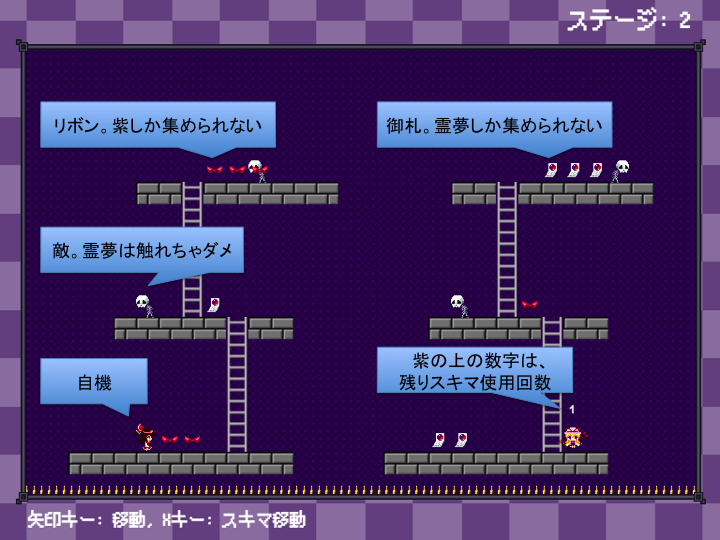 ステージ: 2
リボン。紫しか集められない
御札。霊夢しか集められない
敵。霊夢は触れちゃダメ
自機
紫の上の数字は、
残りスキマ使用回数
1
矢印キー: 移動, Xキー: スキマ移動